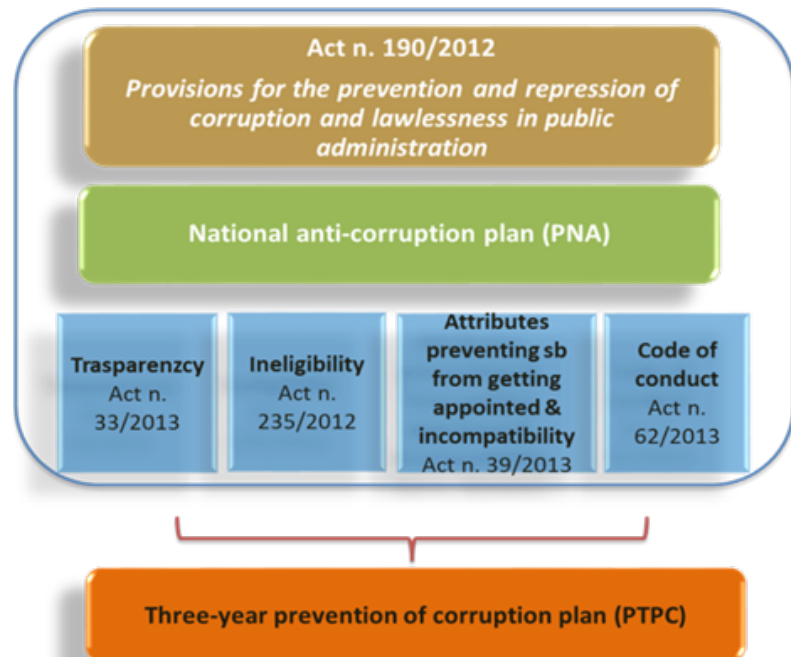 Act n. 190/2012
Provisions for the prevention and repression of
corruption and lawlessness in public
administration
National anti-corruption plan (PNA)
Trasparenzcy
Act n.
33/2013
Ineligibility
Act n.
235/2012
Attributes
preventing sb
from getting
appointed &
incompatibility
Act n. 39/2013
Code of
conduct
Act n.
62/2013
Three-year prevention of corruption plan (PTPC)